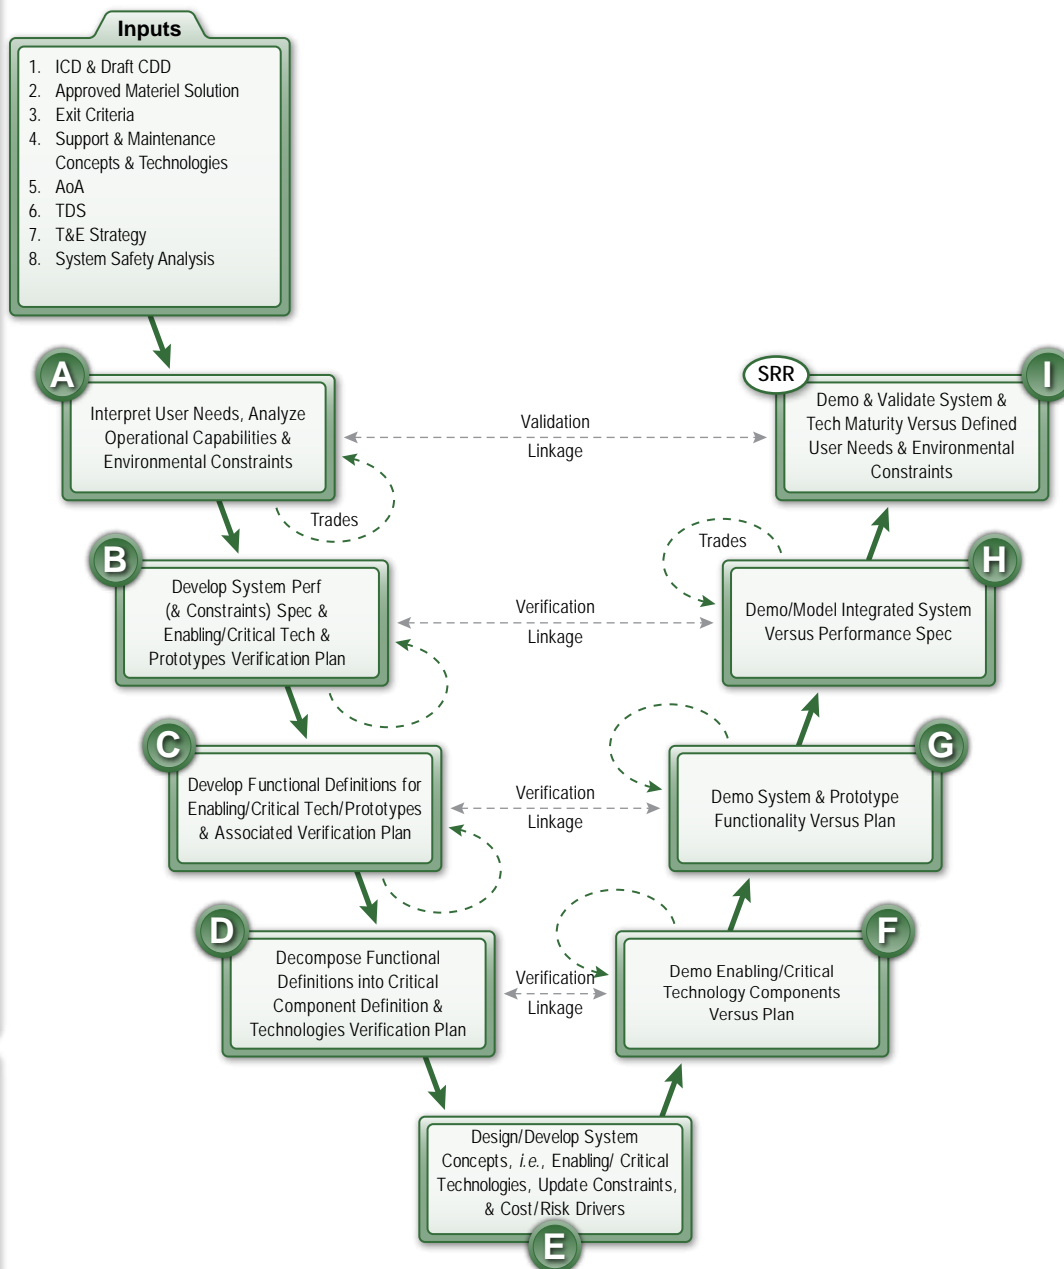 Inputs
1. ICD & Draft CDD
2. Approved Materiel Solution
3. Exit Criteria
4. Support & Maintenance
Concepts & Technologies
5. AoA
6. TDS
7. T&E Strategy
8. System Safety Analysis
A
Interpret User Needs, Analyze
Operational Capabilities &
Environmental Constraints
Trades
Validation
Linkage
SRR
I
Demo & Validate System &
Tech Maturity Versus Defined
User Needs & Environmental
Constraints
B
Develop System Perf
(& Constraints) Spec &
Enabling/Critical Tech &
Prototypes Verification Plan
Verification
Linkage
Trades
H
Demo/Model Integrated System
Versus Performance Spec
C
Develop Functional Definitions for
Enabling/Critical Tech/Prototypes
& Associated Verification Plan
Verification
Linkage
G
Demo System & Prototype
Functionality Versus Plan
D
Decompose Functional
Definitions into Critical
Component Definition &
Technologies Verification Plan
Verification
Linkage
F
Demo Enabling/Critical
Technology Components
Versus Plan
Design/Develop System
Concepts, i.e., Enabling/ Critical
Technologies, Update Constraints,
& Cost/Risk Drivers
E